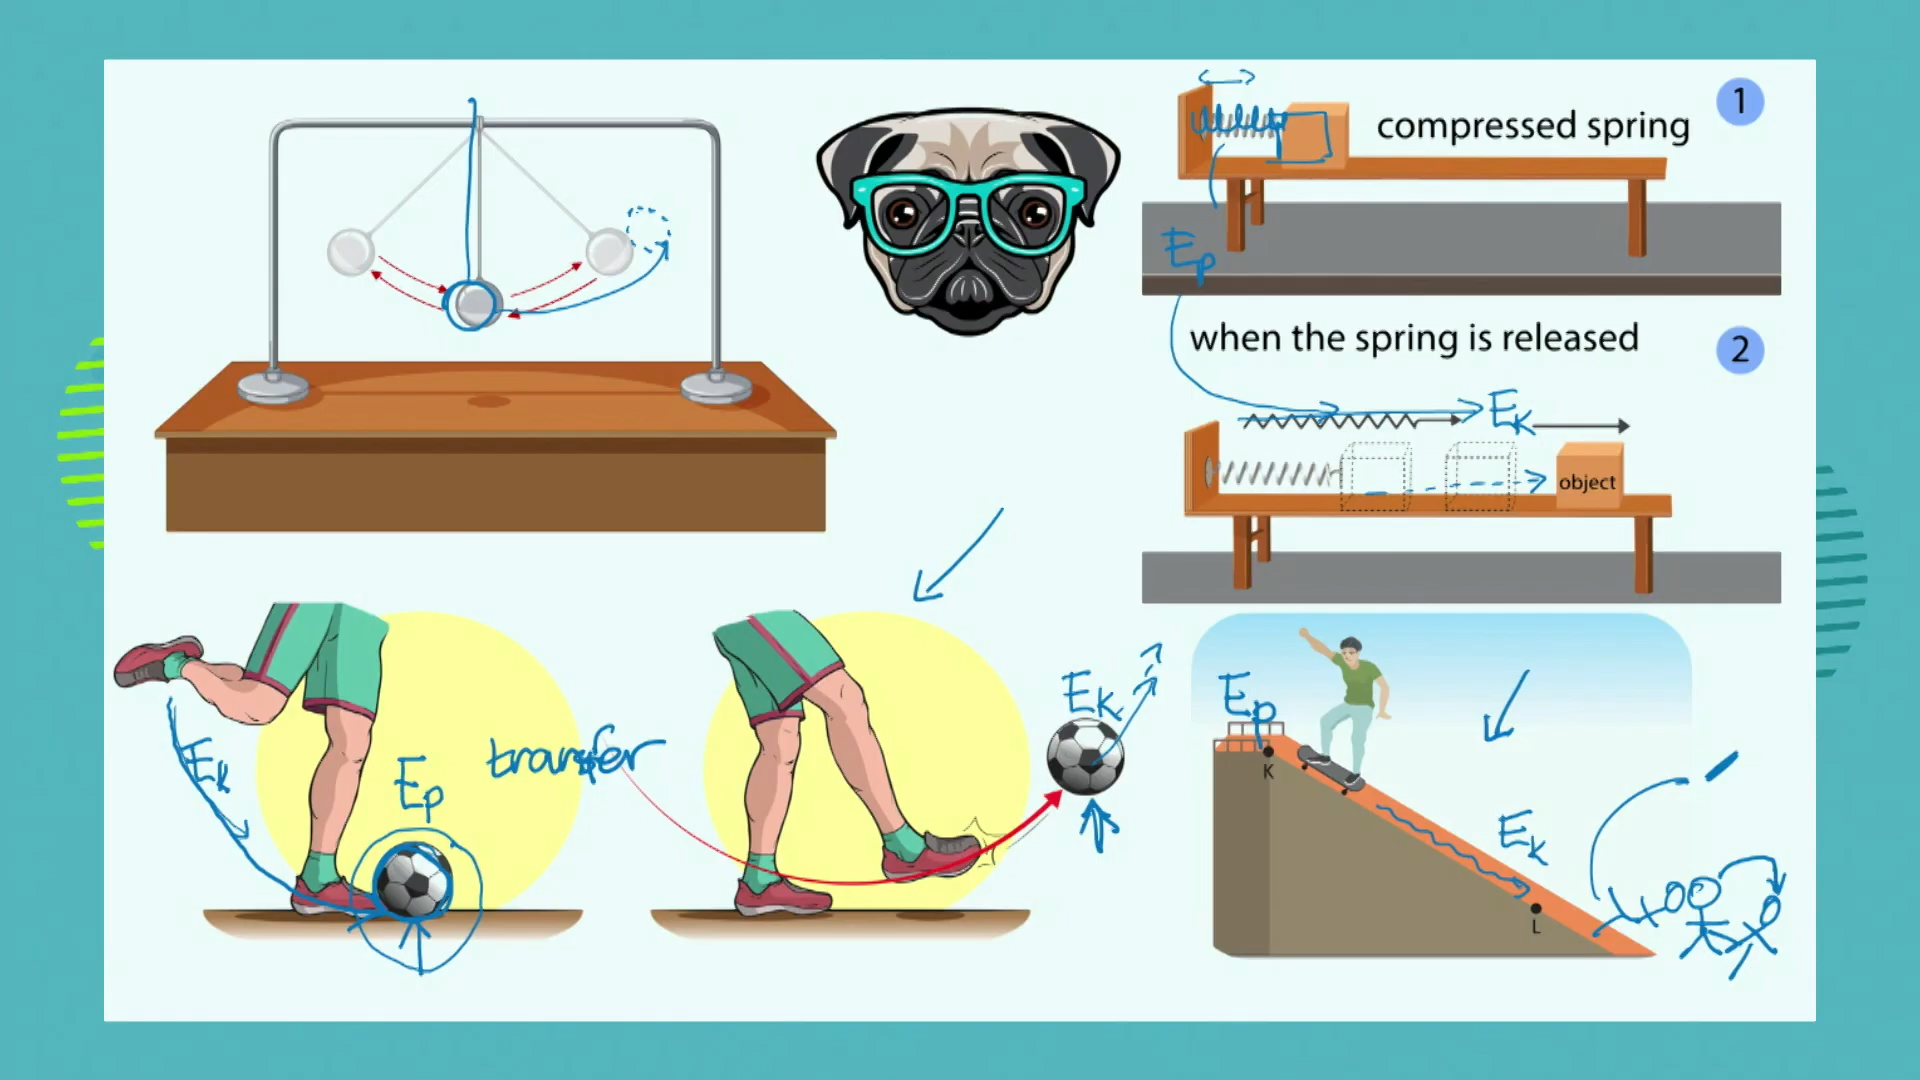 compressed spring
1
Ep
when the spring is released
2
EK
object
Ek
Ep
transfer
Ek
Ep
K
Ek
L